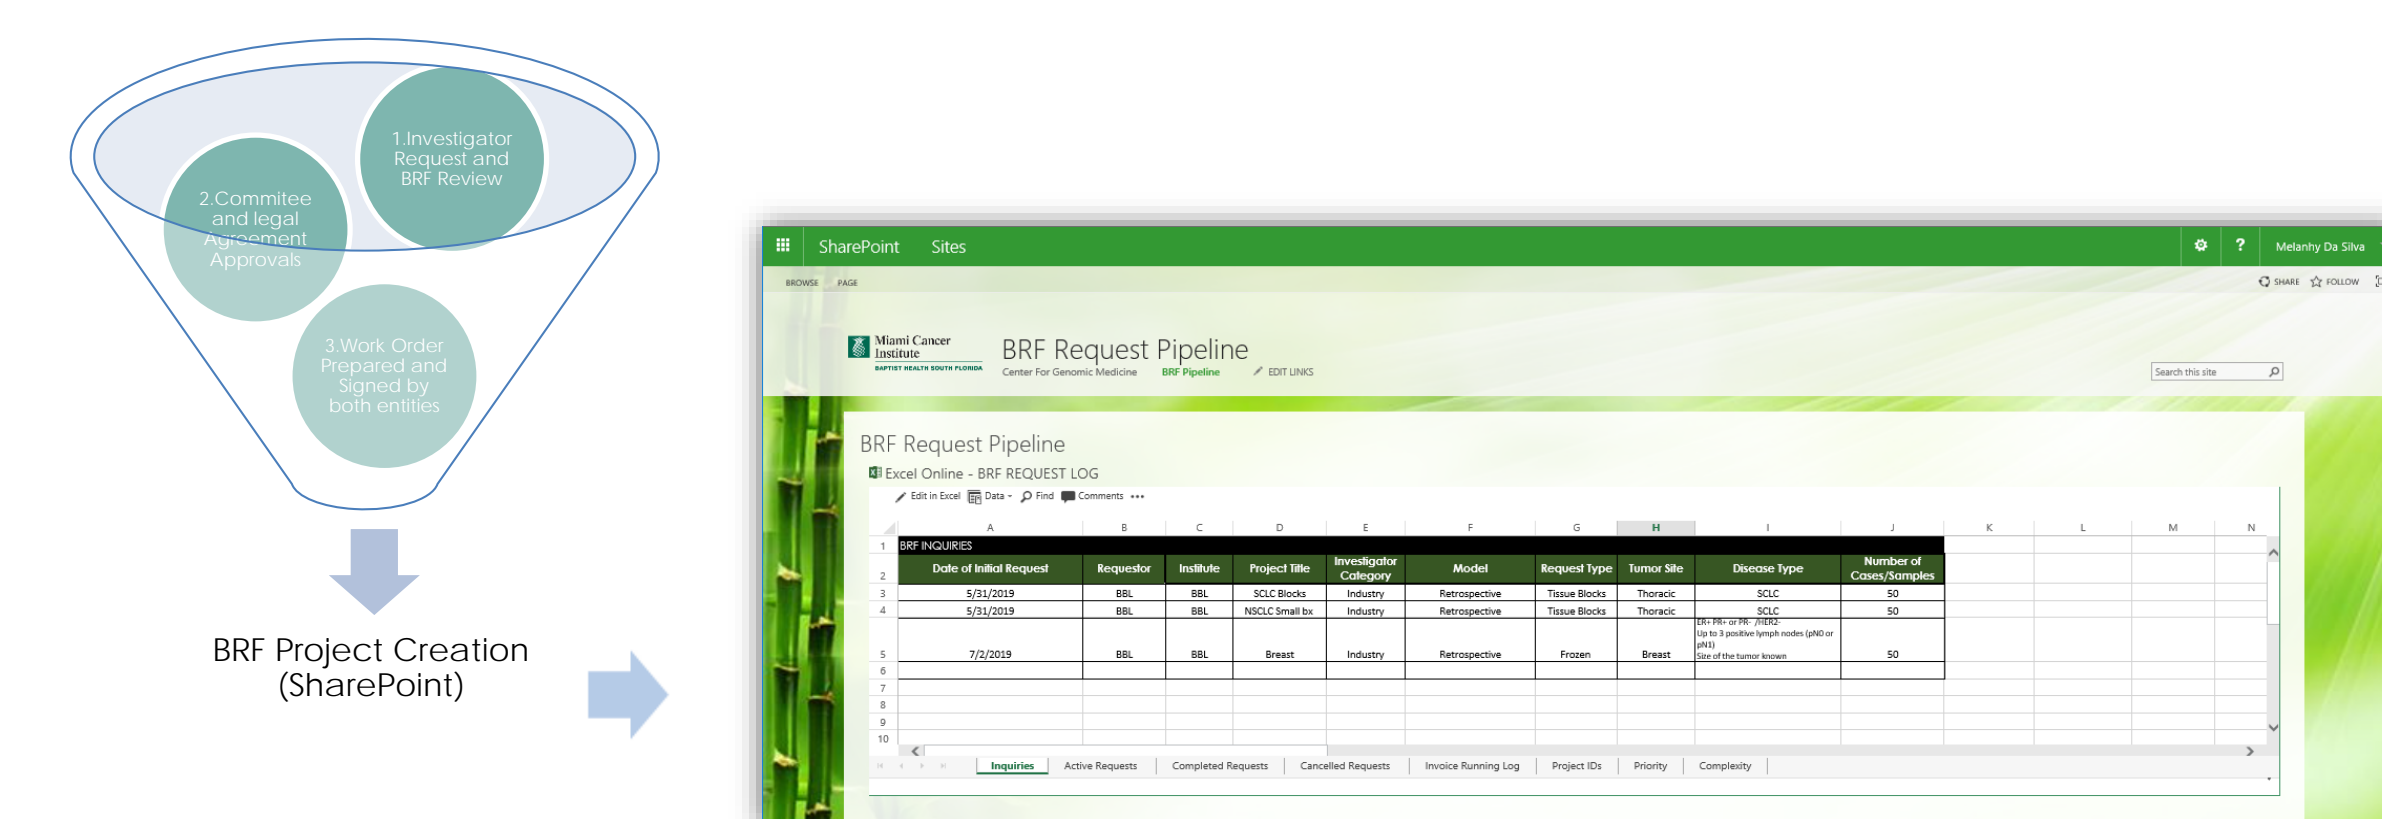 1.Investigator
Request and
BRF Review
2.Commitee
and legal
Agreement
Approvals
3.Work Order
Prepared and
Signed by
both entities
BRF Project Creation
(SharePoint)
SharePoint Sites
? Melanhy Da Silva
BROWSE PAGE
SHARE FOLLOW
Miami Cancer
Institute
BAPTIST HEALTH SOUTH FLORIDA
BRF Request Pipeline
Center For Genomic Medicine BRF Pipeline EDIT LINKS
Search this site
BRF Request Pipeline
Excel Online - BRF REQUEST LOG
Edit in Excel Data Find Comments •••
A B C D E F G H I J K L M N
1 BRF INQUIRIES
2 Date of Initial Request Requestor Institute Project Title Investigator Category Model Request Type Tumor Site Disease Type Number of Cases/Samples
3 5/31/2019 BBL BBL SCLC Blocks Industry Retrospective Tissue Blocks Thoracic SCLC 50
4 5/31/2019 BBL BBL NSCLC Small bx Industry Retrospective Tissue Blocks Thoracic SCLC 50
ER+ PR+ or PR- /HER2-
Up to 3 positive lymph nodes (pN0 or
pN1)
5 7/2/2019 BBL BBL Breast Industry Retrospective Frozen Breast Size of the tumor known 50
6
7
8
9
10
Inquiries Active Requests Completed Requests Cancelled Requests Invoice Running Log Project IDs Priority Complexity